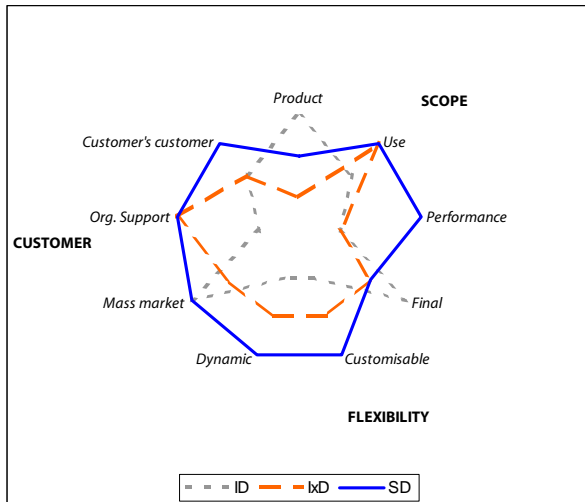 Product
SCOPE
Customer's customer
Use
Org. Support
Performance
CUSTOMER
Mass market
Final
Dynamic
Customisable
FLEXIBILITY
ID
IxD
SD